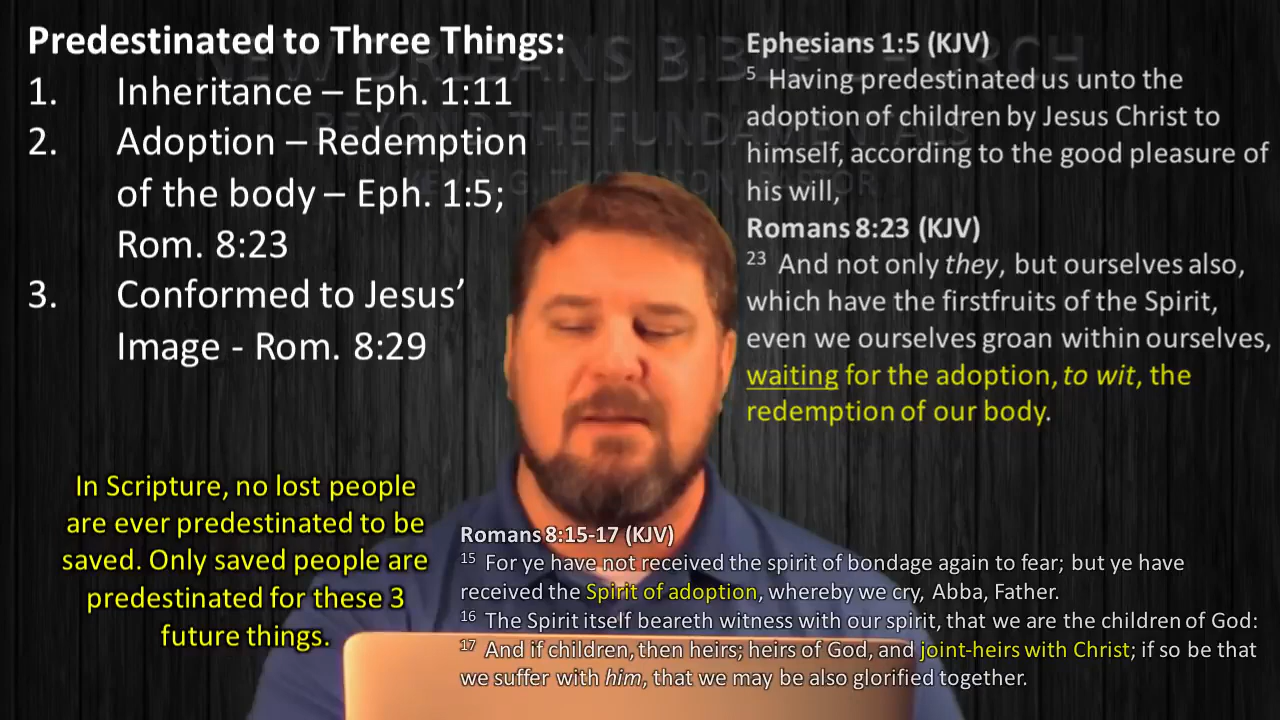 Predestinated to Three Things:
1. Inheritance – Eph. 1:11
2. Adoption – Redemption
of the body – Eph. 1:5;
Rom. 8:23
3. Conformed to Jesus’
Image - Rom. 8:29
In Scripture, no lost people
are ever predestinated to be
saved. Only saved people are
predestinated for these 3
future things.
Ephesians 1:5 (KJV)
5 Having predestinated us unto the
adoption of children by Jesus Christ to
himself, according to the good pleasure of
his will,
Romans 8:23 (KJV)
23 And not only they, but ourselves also,
which have the firstfruits of the Spirit,
even we ourselves groan within ourselves,
waiting for the adoption, to wit, the
redemption of our body.
Romans 8:15-17 (KJV)
15 For ye have not received the spirit of bondage again to fear; but ye have
received the Spirit of adoption, whereby we cry, Abba, Father.
16 The Spirit itself beareth witness with our spirit, that we are the children of God:
17 And if children, then heirs; heirs of God, and joint-heirs with Christ; if so be that
we suffer with him, that we may be also glorified together.